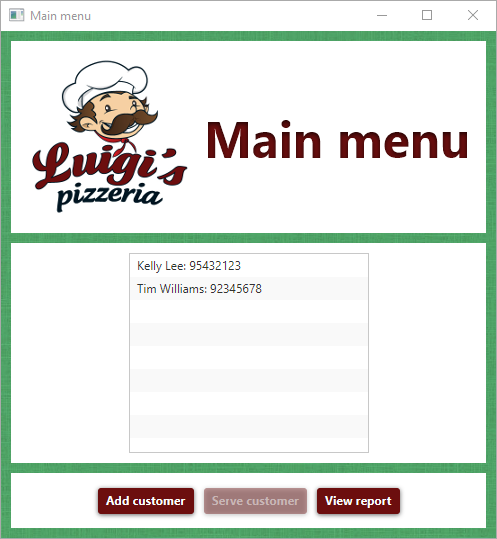 Main menu
Luigi's
pizzeria
Main menu
Kelly Lee: 95432123
Tim Williams: 92345678
Add customer
Serve customer
View report